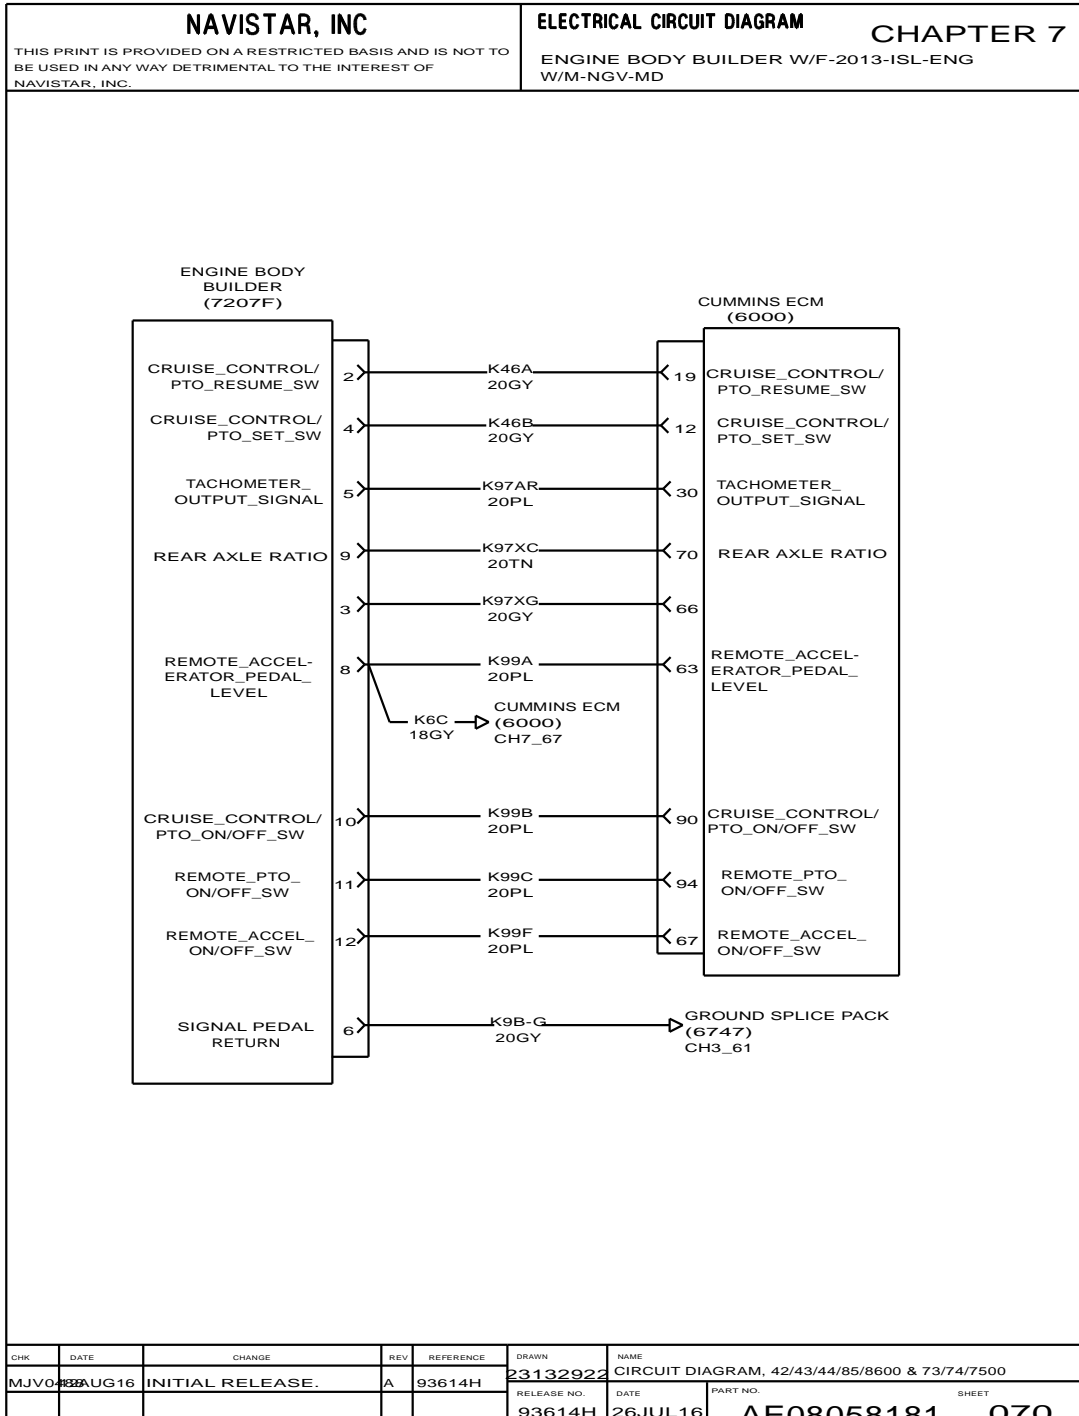 NAVISTAR, INC
THIS PRINT IS PROVIDED ON A RESTRICTED BASIS AND IS NOT TO
BE USED IN ANY WAY DETRIMENTAL TO THE INTEREST OF
NAVISTAR, INC.
ELECTRICAL CIRCUIT DIAGRAM
CHAPTER 7
ENGINE BODY BUILDER W/F-2013-ISL-ENG
W/M-NGV-MD
ENGINE BODY
BUILDER
(7207F)
CUMMINS ECM
(6000)
CRUISE_CONTROL/
PTO_RESUME_SW
2
K46A
20GY
19
CRUISE_CONTROL/
PTO_RESUME_SW
CRUISE_CONTROL/
PTO_SET_SW
4
K46B
20GY
12
CRUISE_CONTROL/
PTO_SET_SW
TACHOMETER_
OUTPUT_SIGNAL
5
K97AR
20PL
30
TACHOMETER_
OUTPUT_SIGNAL
REAR AXLE RATIO
9
K97XC
20TN
70
REAR AXLE RATIO
3
K97XG
20GY
66
REMOTE_ACCEL-
ERATOR_PEDAL_
LEVEL
8
K99A
20PL
63
REMOTE_ACCEL-
ERATOR_PEDAL_
LEVEL
K6C
18GY
CUMMINS ECM
(6000)
CH7_67
CRUISE_CONTROL/
PTO_ON/OFF_SW
10
K99B
20PL
90
CRUISE_CONTROL/
PTO_ON/OFF_SW
REMOTE_PTO_
ON/OFF_SW
11
K99C
20PL
94
REMOTE_PTO_
ON/OFF_SW
REMOTE_ACCEL_
ON/OFF_SW
12
K99F
20PL
67
REMOTE_ACCEL_
ON/OFF_SW
SIGNAL PEDAL
RETURN
6
K9B-G
20GY
GROUND SPLICE PACK
(6747)
CH3_61
CHK DATE CHANGE REV REFERENCE
INITIAL RELEASE. A 93614H
DRAWN
23132922
NAME
CIRCUIT DIAGRAM, 42/43/44/85/8600 & 73/74/7500
RELEASE NO.
93614H
DATE
26JUL16
PART NO.
AE08058181
SHEET
070